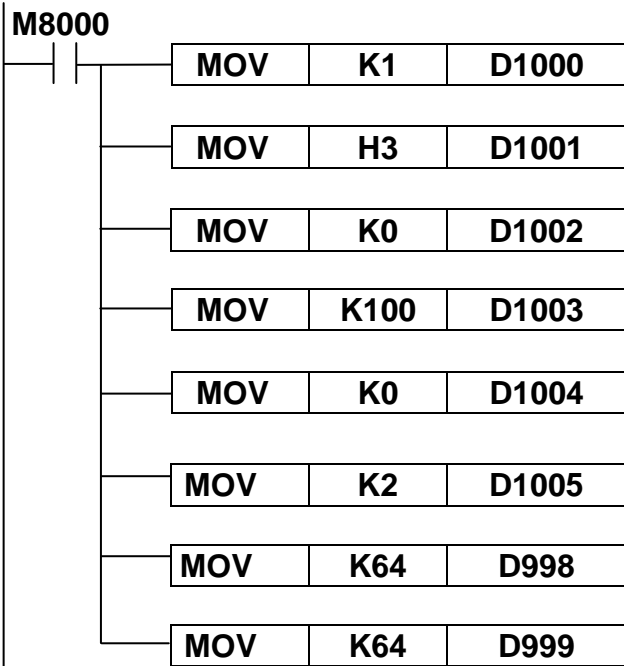 M8000
MOV K1 D1000
MOV H3 D1001
MOV K0 D1002
MOV K100 D1003
MOV K0 D1004
MOV K2 D1005
MOV K64 D998
MOV K64 D999